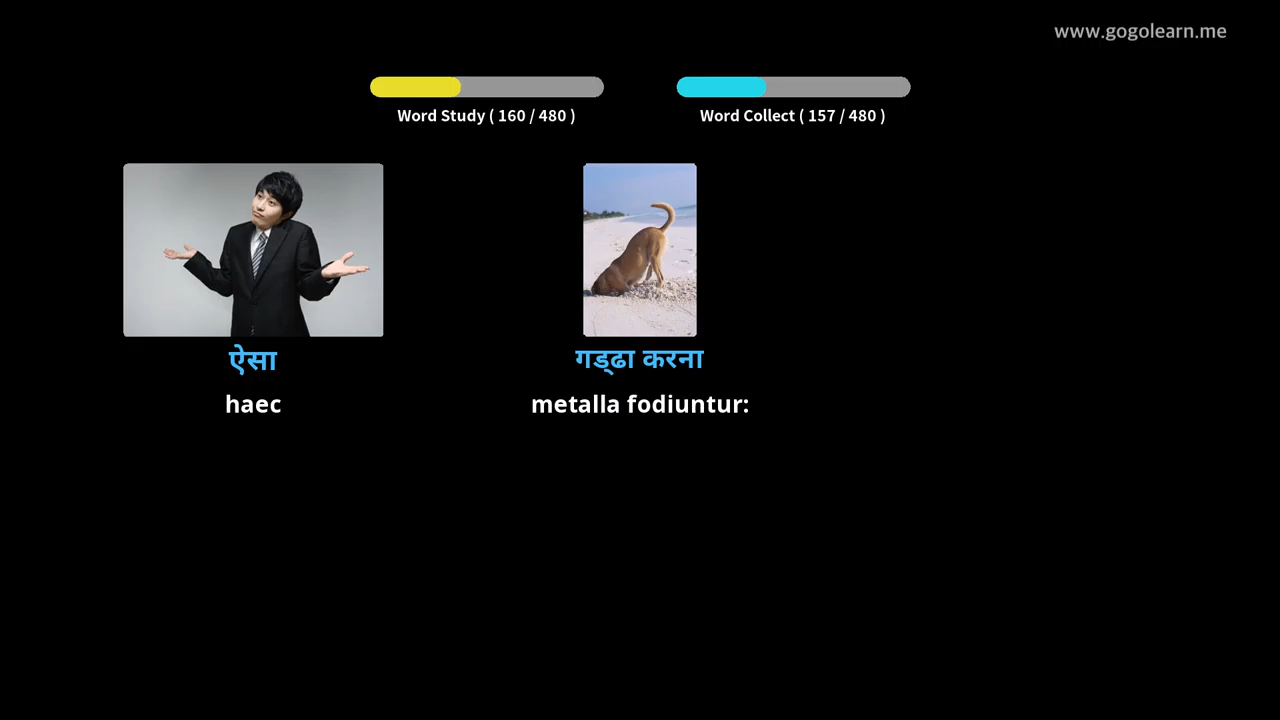 www.gogolearn.me
Word Study ( 160 / 480 )
Word Collect ( 157 / 480 )
ऐसा
haec
गड्ढा करना
metalla fodiuntur: